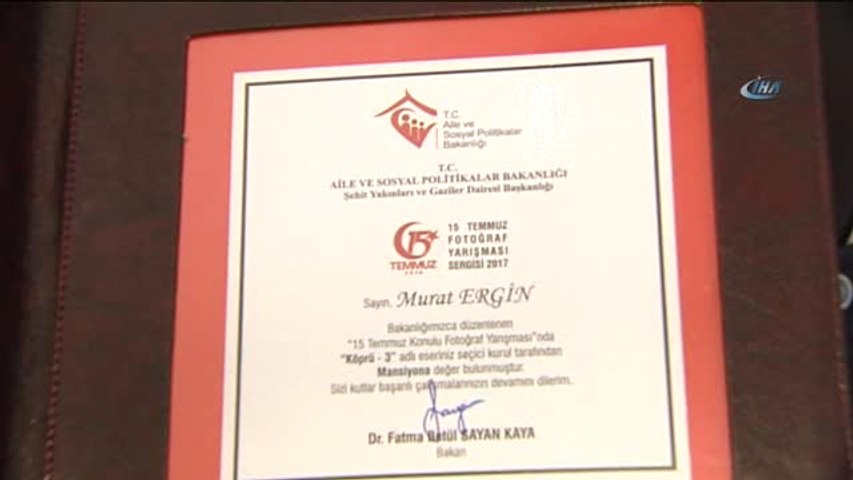 İHA
T.C.
Aile ve
Sosyal Politikalar
Bakanlığı
T.C.
AİLE VE SOSYAL POLİTİKALAR BAKANLIĞI
Şehit Yakınları ve Gaziler Dairesi Başkanlığı
15
TEMMUZ
15 TEMMUZ
FOTOĞRAF
YARIŞMASI
SERGİSİ 2017
Sayın, Murat ERGİN
Bakanlığımızca düzenlenen
"15 Temmuz Konulu Fotoğraf Yarışması"nda
"Köprü - 3" adlı eseriniz seçici kurul tarafından
Mansiyona değer bulunmuştur.
Sizi kutlar başarılı çalışmalarınızın devamını dilerim.
Dr. Fatma Betül SAYAN KAYA
Bakan